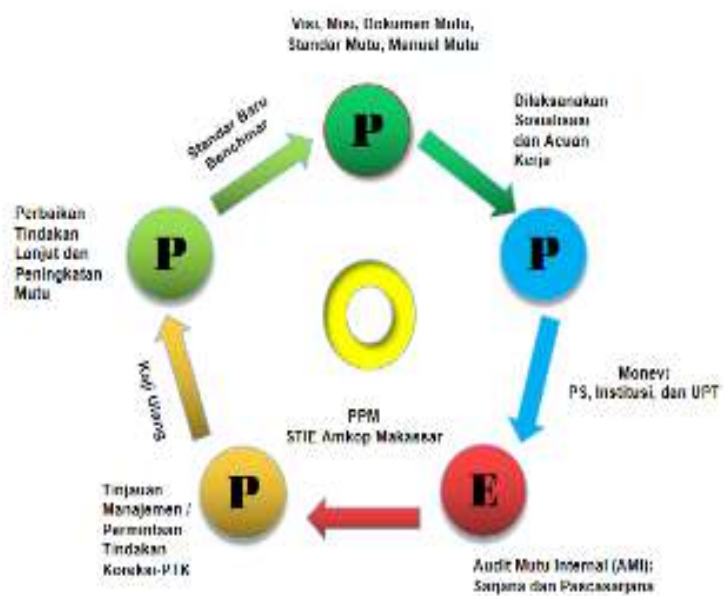 Visi, Misi, Dokumen Mutu,
Standar Mutu, Manual Mutu
P
Dilaksanakan
Sosialisasi
dan Acuan
Kerja
Standar Baru
Benchmar
Perbaikan
Tindakan
Lanjut dan
Peningkatan
Mutu
P
P
Monev:
PS, Institusi, dan UPT
Kaji Ulang
PPM
STIE Amkop Makassar
P
E
Tinjauan
Manajemen /
Permintaan
Tindakan
Koreksi-PTK
Audit Mutu Internal (AMI):
Sarjana dan Pascasarjana